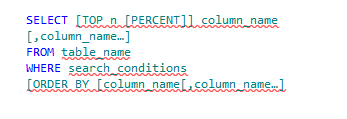 SELECT [TOP n [PERCENT]] column_name
[,column_name…]
FROM table_name
WHERE search_conditions
[ORDER BY [column_name[,column_name…]